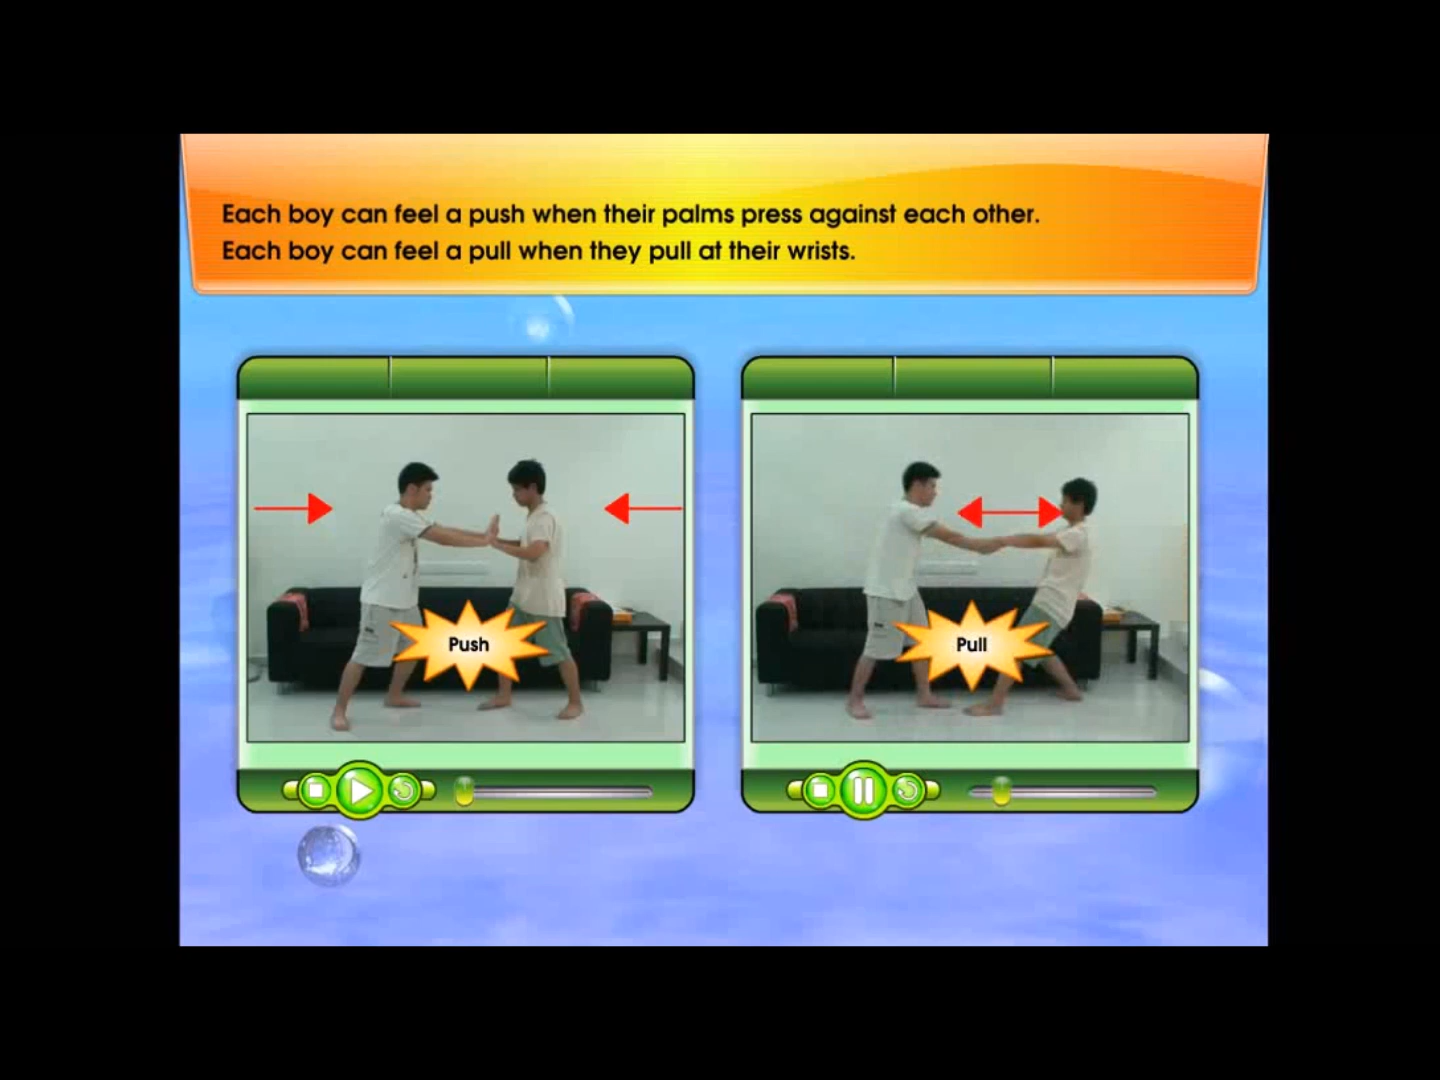 Each boy can feel a push when their palms press against each other.
Each boy can feel a pull when they pull at their wrists.
Push
Pull